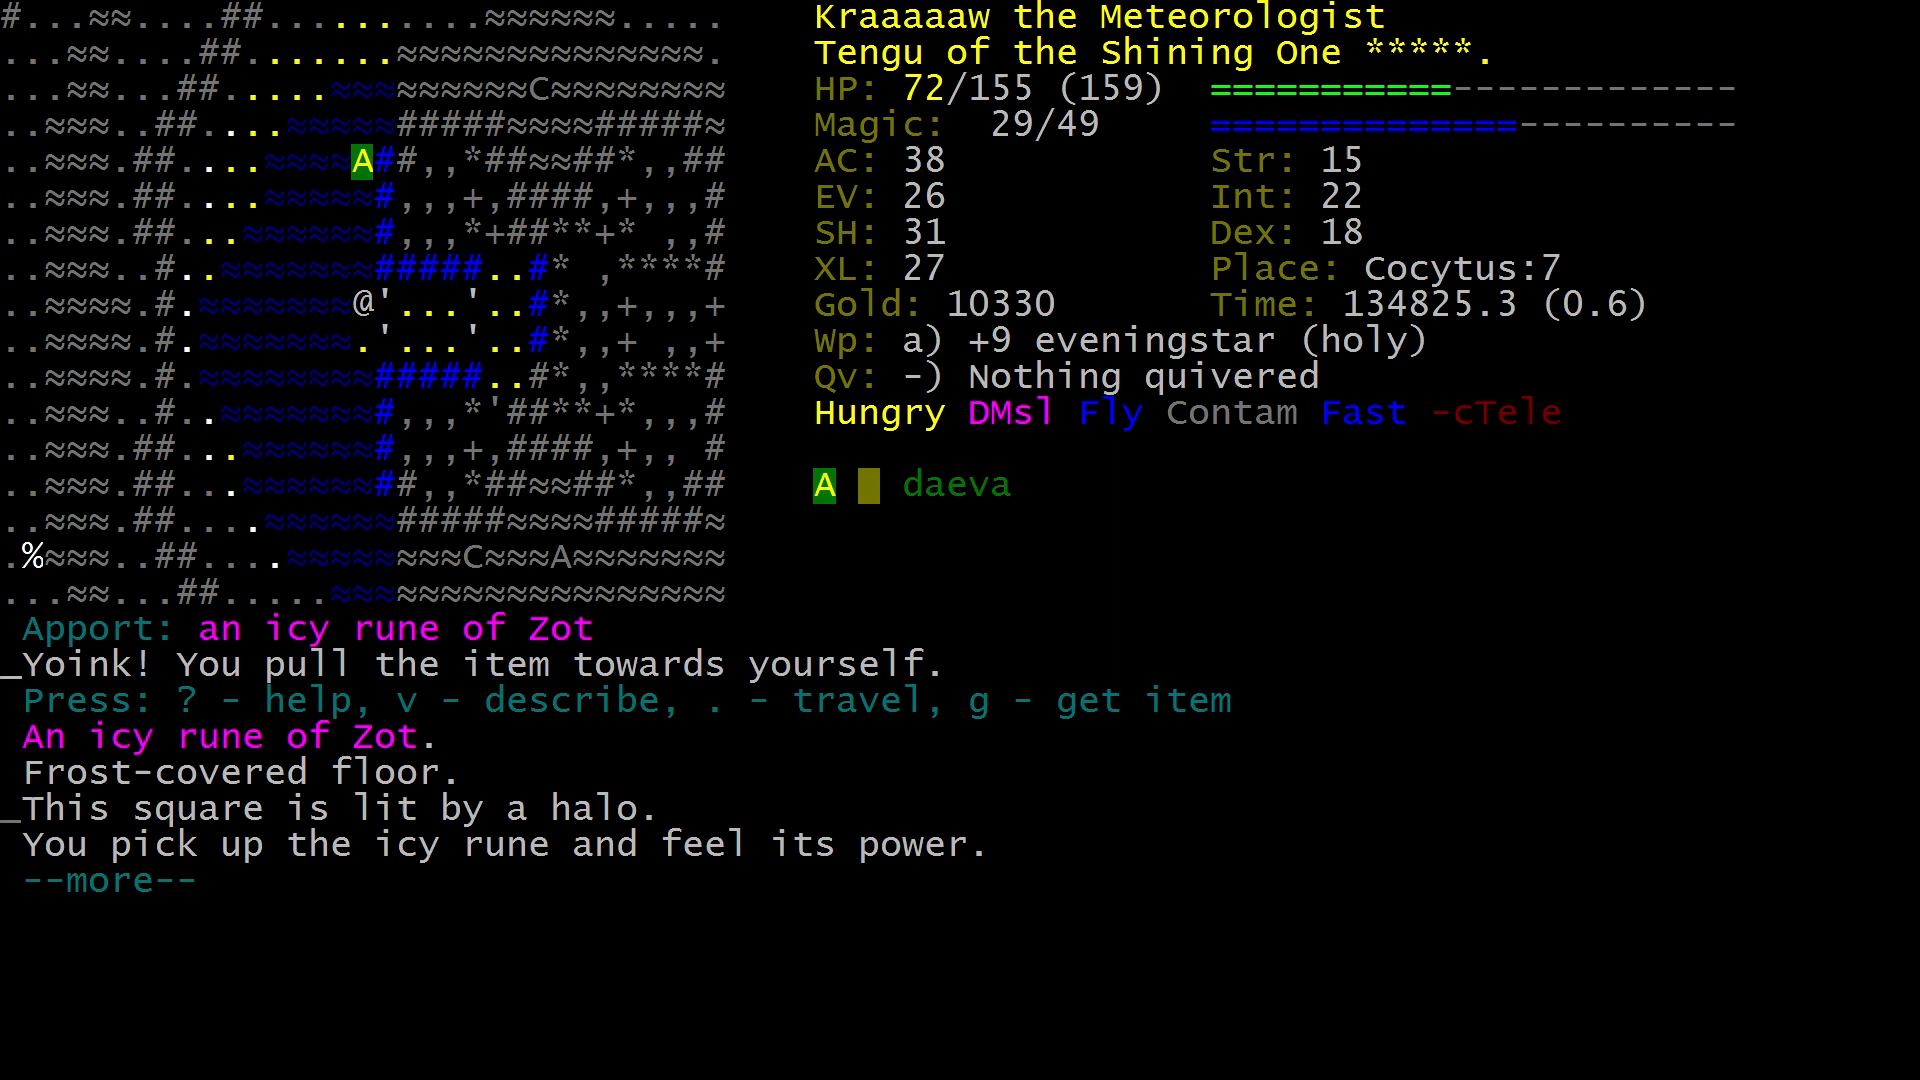 #...≈≈....##...........≈≈≈≈≈≈..... Kraaaaaw the Meteorologist
...≈≈....##.......≈≈≈≈≈≈≈≈≈≈≈≈≈≈. Tengu of the Shining One *****.
...≈≈...##.....≈≈≈≈≈≈≈≈≈C≈≈≈≈≈≈≈≈ HP: 72/155 (159) ===========-------------
..≈≈≈..##....≈≈≈≈≈#####≈≈≈≈#####≈ Magic: 29/49 ==============----------
..≈≈≈.##....≈≈≈≈A##,,*##≈≈##*,,## AC: 38 Str: 15
..≈≈≈.##....≈≈≈≈≈#,,,+,####,+,,,# EV: 26 Int: 22
..≈≈≈.##...≈≈≈≈≈≈#,,,*+##**+* ,,# SH: 31 Dex: 18
..≈≈≈..#..≈≈≈≈≈≈≈#####..#* ,****# XL: 27 Place: Cocytus:7
..≈≈≈≈.#.≈≈≈≈≈≈≈@'...'..#*,,+,,,+ Gold: 10330 Time: 134825.3 (0.6)
..≈≈≈≈.#.≈≈≈≈≈≈≈.'...'..#*,,+ ,,+ Wp: a) +9 eveningstar (holy)
..≈≈≈≈.#.≈≈≈≈≈≈≈≈#####..#*,,****# Qv: -) Nothing quivered
..≈≈≈..#..≈≈≈≈≈≈≈#,,,*'##**+*,,,# Hungry DMsl Fly Contam Fast -cTele
..≈≈≈.##...≈≈≈≈≈≈#,,,+,####,+,, #
..≈≈≈.##...≈≈≈≈≈≈##,,*##≈≈##*,,## A daeva
..≈≈≈.##....≈≈≈≈≈≈#####≈≈≈≈#####≈
.%≈≈≈..##....≈≈≈≈≈≈≈≈C≈≈≈A≈≈≈≈≈≈≈
...≈≈...##.....≈≈≈≈≈≈≈≈≈≈≈≈≈≈≈≈≈≈
Apport: an icy rune of Zot
_Yoink! You pull the item towards yourself.
Press: ? - help, v - describe, . - travel, g - get item
An icy rune of Zot.
Frost-covered floor.
_This square is lit by a halo.
You pick up the icy rune and feel its power.
--more--